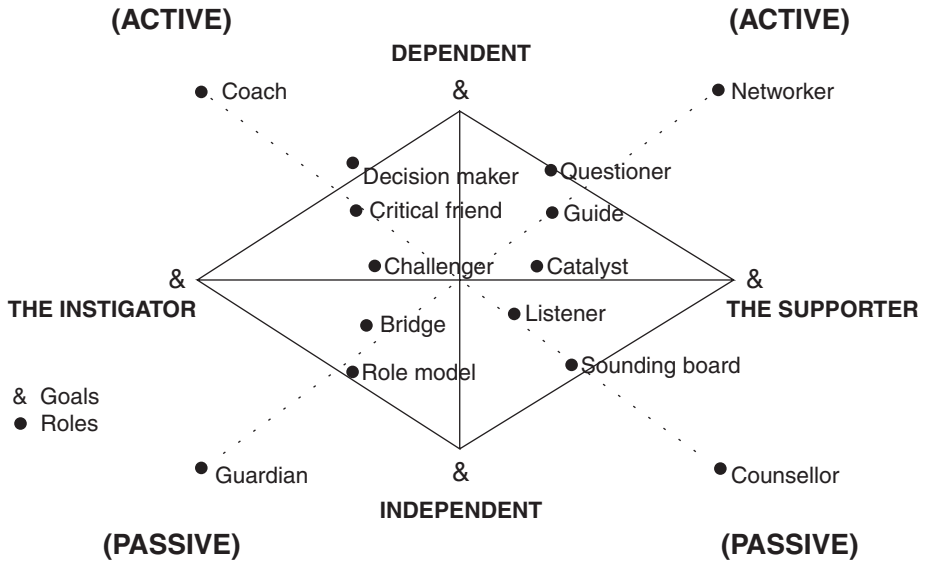 (ACTIVE) (ACTIVE)
DEPENDENT
&
Coach
Networker
Decision maker
Questioner
Critical friend
Guide
Challenger
Catalyst
& &
THE INSTIGATOR THE SUPPORTER
Listener
Bridge
Sounding board
Role model
& Goals
● Roles
Guardian
&
Counsellor
INDEPENDENT
(PASSIVE) (PASSIVE)